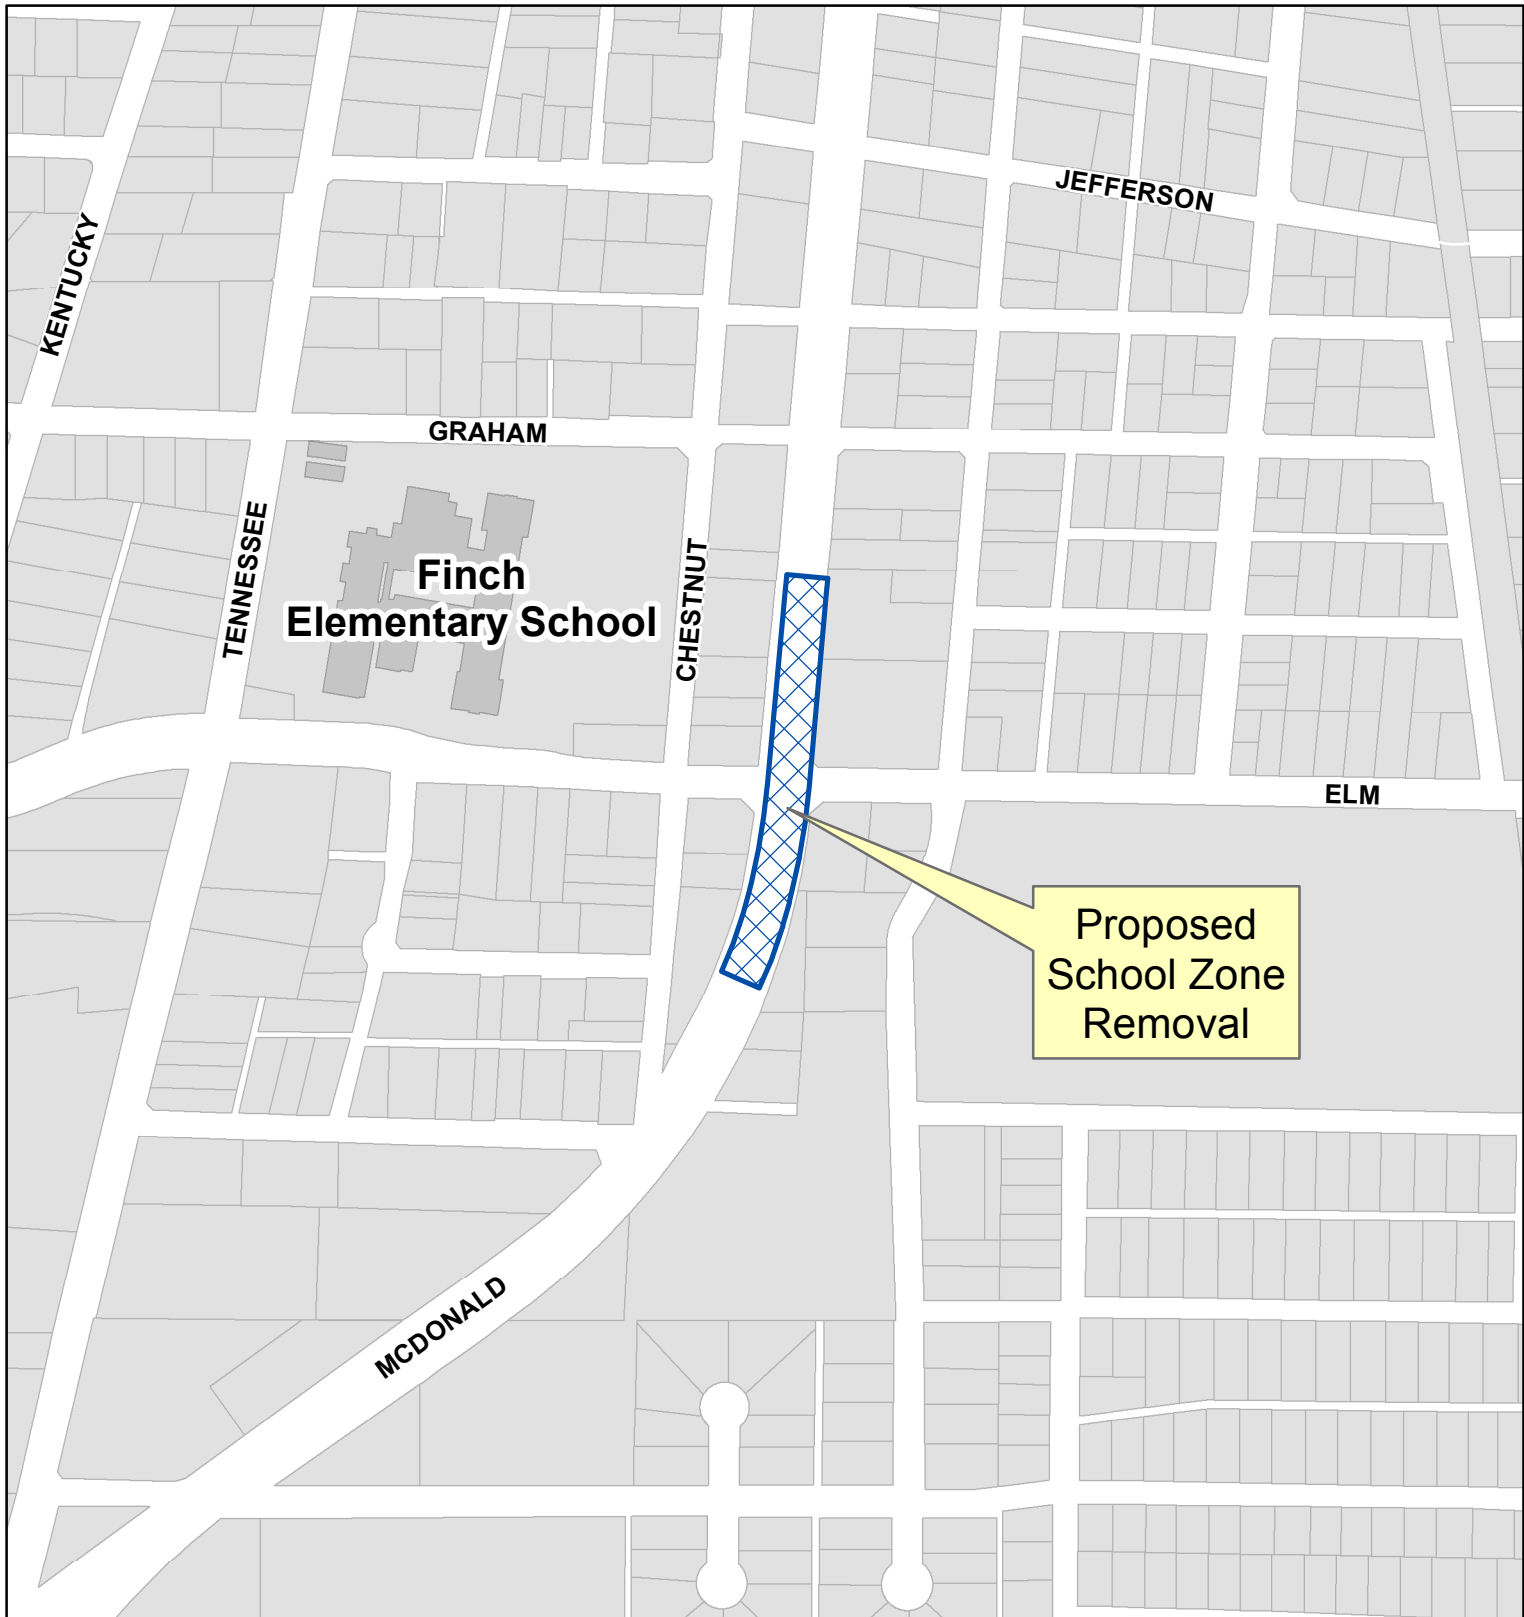 JEFFERSON
KENTUCKY
GRAHAM
TENNESSEE
Finch
Elementary School
CHESTNUT
ELM
Proposed
School Zone
Removal
MCDONALD